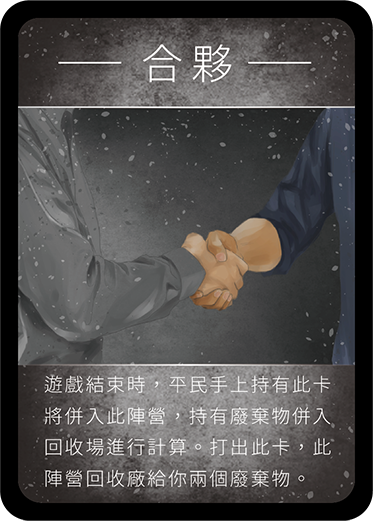 合夥
遊戲結束時，平民手上持有此卡
將併入此陣營，持有廢棄物併入
回收場進行計算。打出此卡，此
陣營回收廠給你兩個廢棄物。